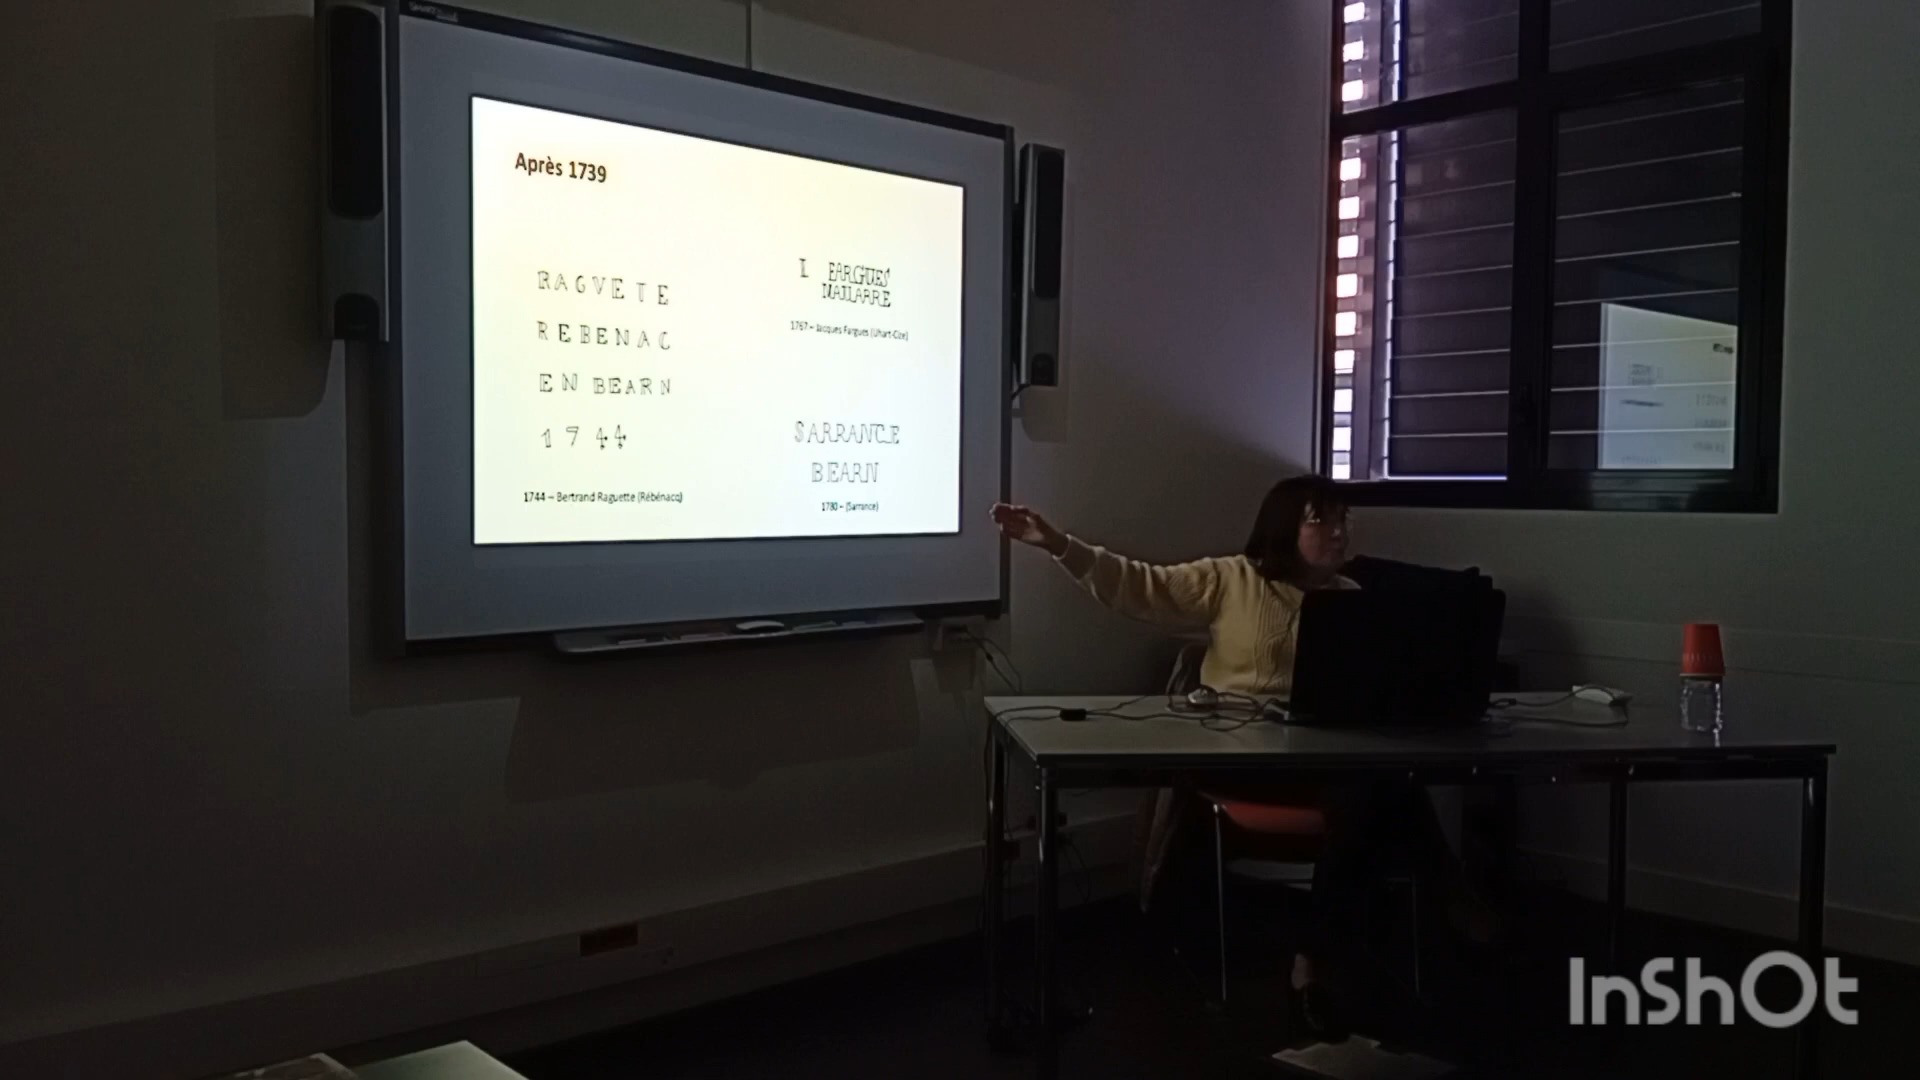 SMART
Après 1739
RAGVETE
REBENAC
EN BEARN
1744
1744 – Bertrand Raguette (Rébénacq)
I FARGUES
MAILARRE
1767 – Jacques Fargues (Uhart-Cize)
SARRANCE
BEARN
1780 – (Sarrance)
InShOt